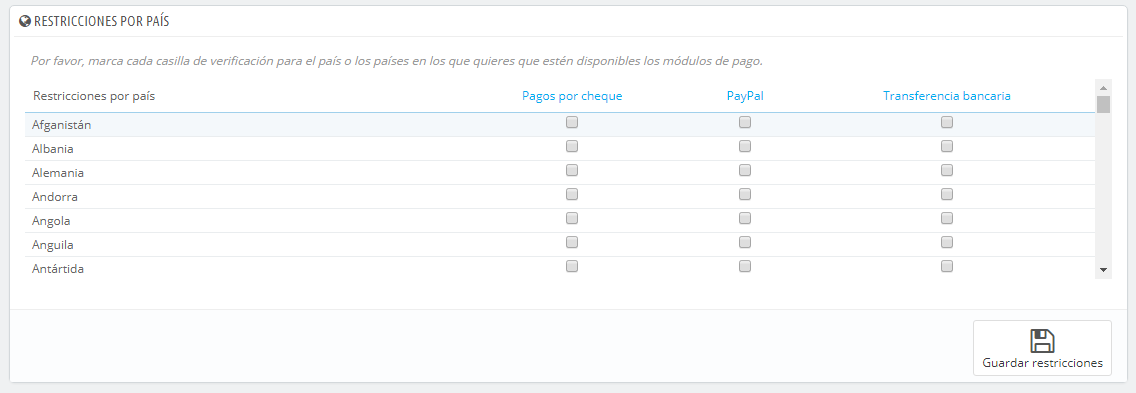 RESTRICCIONES POR PAÍS
Por favor, marca cada casilla de verificación para el país o los países en los que quieres que estén disponibles los módulos de pago.
Restricciones por país Pagos por cheque PayPal Transferencia bancaria
Afganistán
Albania
Alemania
Andorra
Angola
Anguila
Antártida
Guardar restricciones